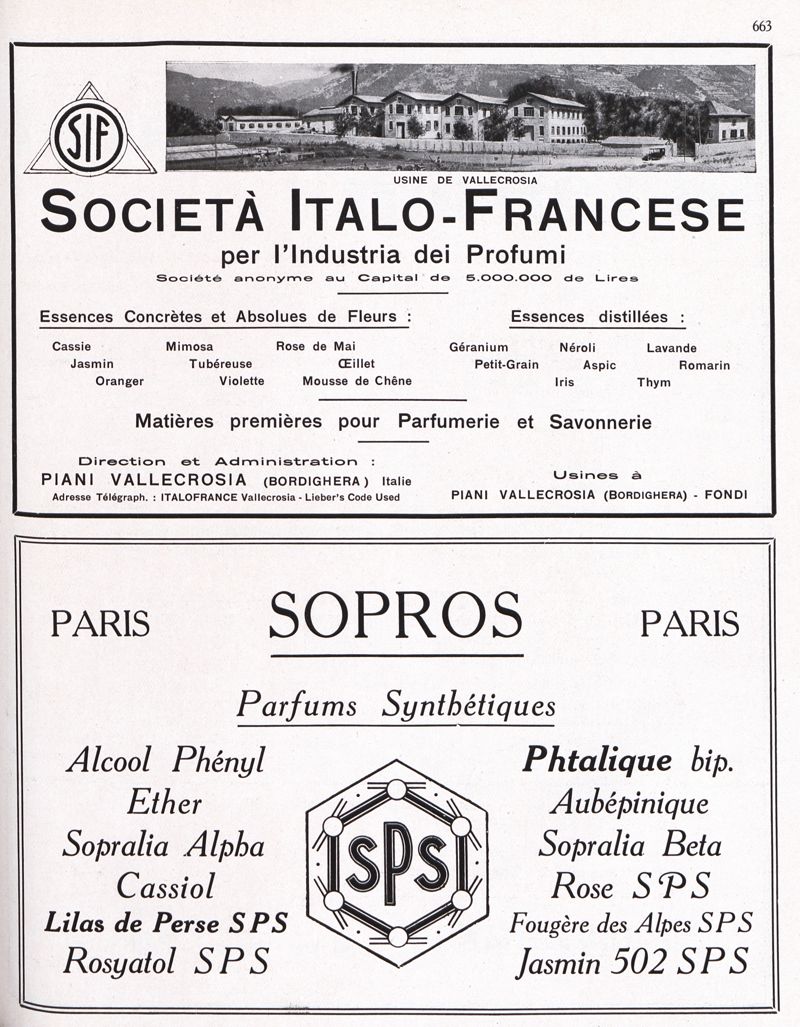 663
SIF
USINE DE VALLECROSIA
SOCIETÀ ITALO-FRANCESE
per l'Industria dei Profumi
Société anonyme au Capital de 5.000.000 de Lires
Essences Concrètes et Absolues de Fleurs :
Cassie Mimosa Rose de Mai
Jasmin Tubéreuse Œillet
Oranger Violette Mousse de Chêne
Essences distillées :
Géranium Néroli Lavande
Petit-Grain Aspic Romarin
Iris Thym
Matières premières pour Parfumerie et Savonnerie
Direction et Administration :
PIANI VALLECROSIA (BORDIGHERA) Italie
Adresse Télégraph. : ITALOFRANCE Vallecrosia - Lieber's Code Used
Usines à
PIANI VALLECROSIA (BORDIGHERA) - FONDI
PARIS SOPROS PARIS
Parfums Synthétiques
Alcool Phényl
Ether
Sopralia Alpha
Cassiol
Lilas de Perse SPS
Rosyatol SPS
SPS
Phtalique bip.
Aubépinique
Sopralia Beta
Rose SPS
Fougère des Alpes SPS
Jasmin 502 SPS